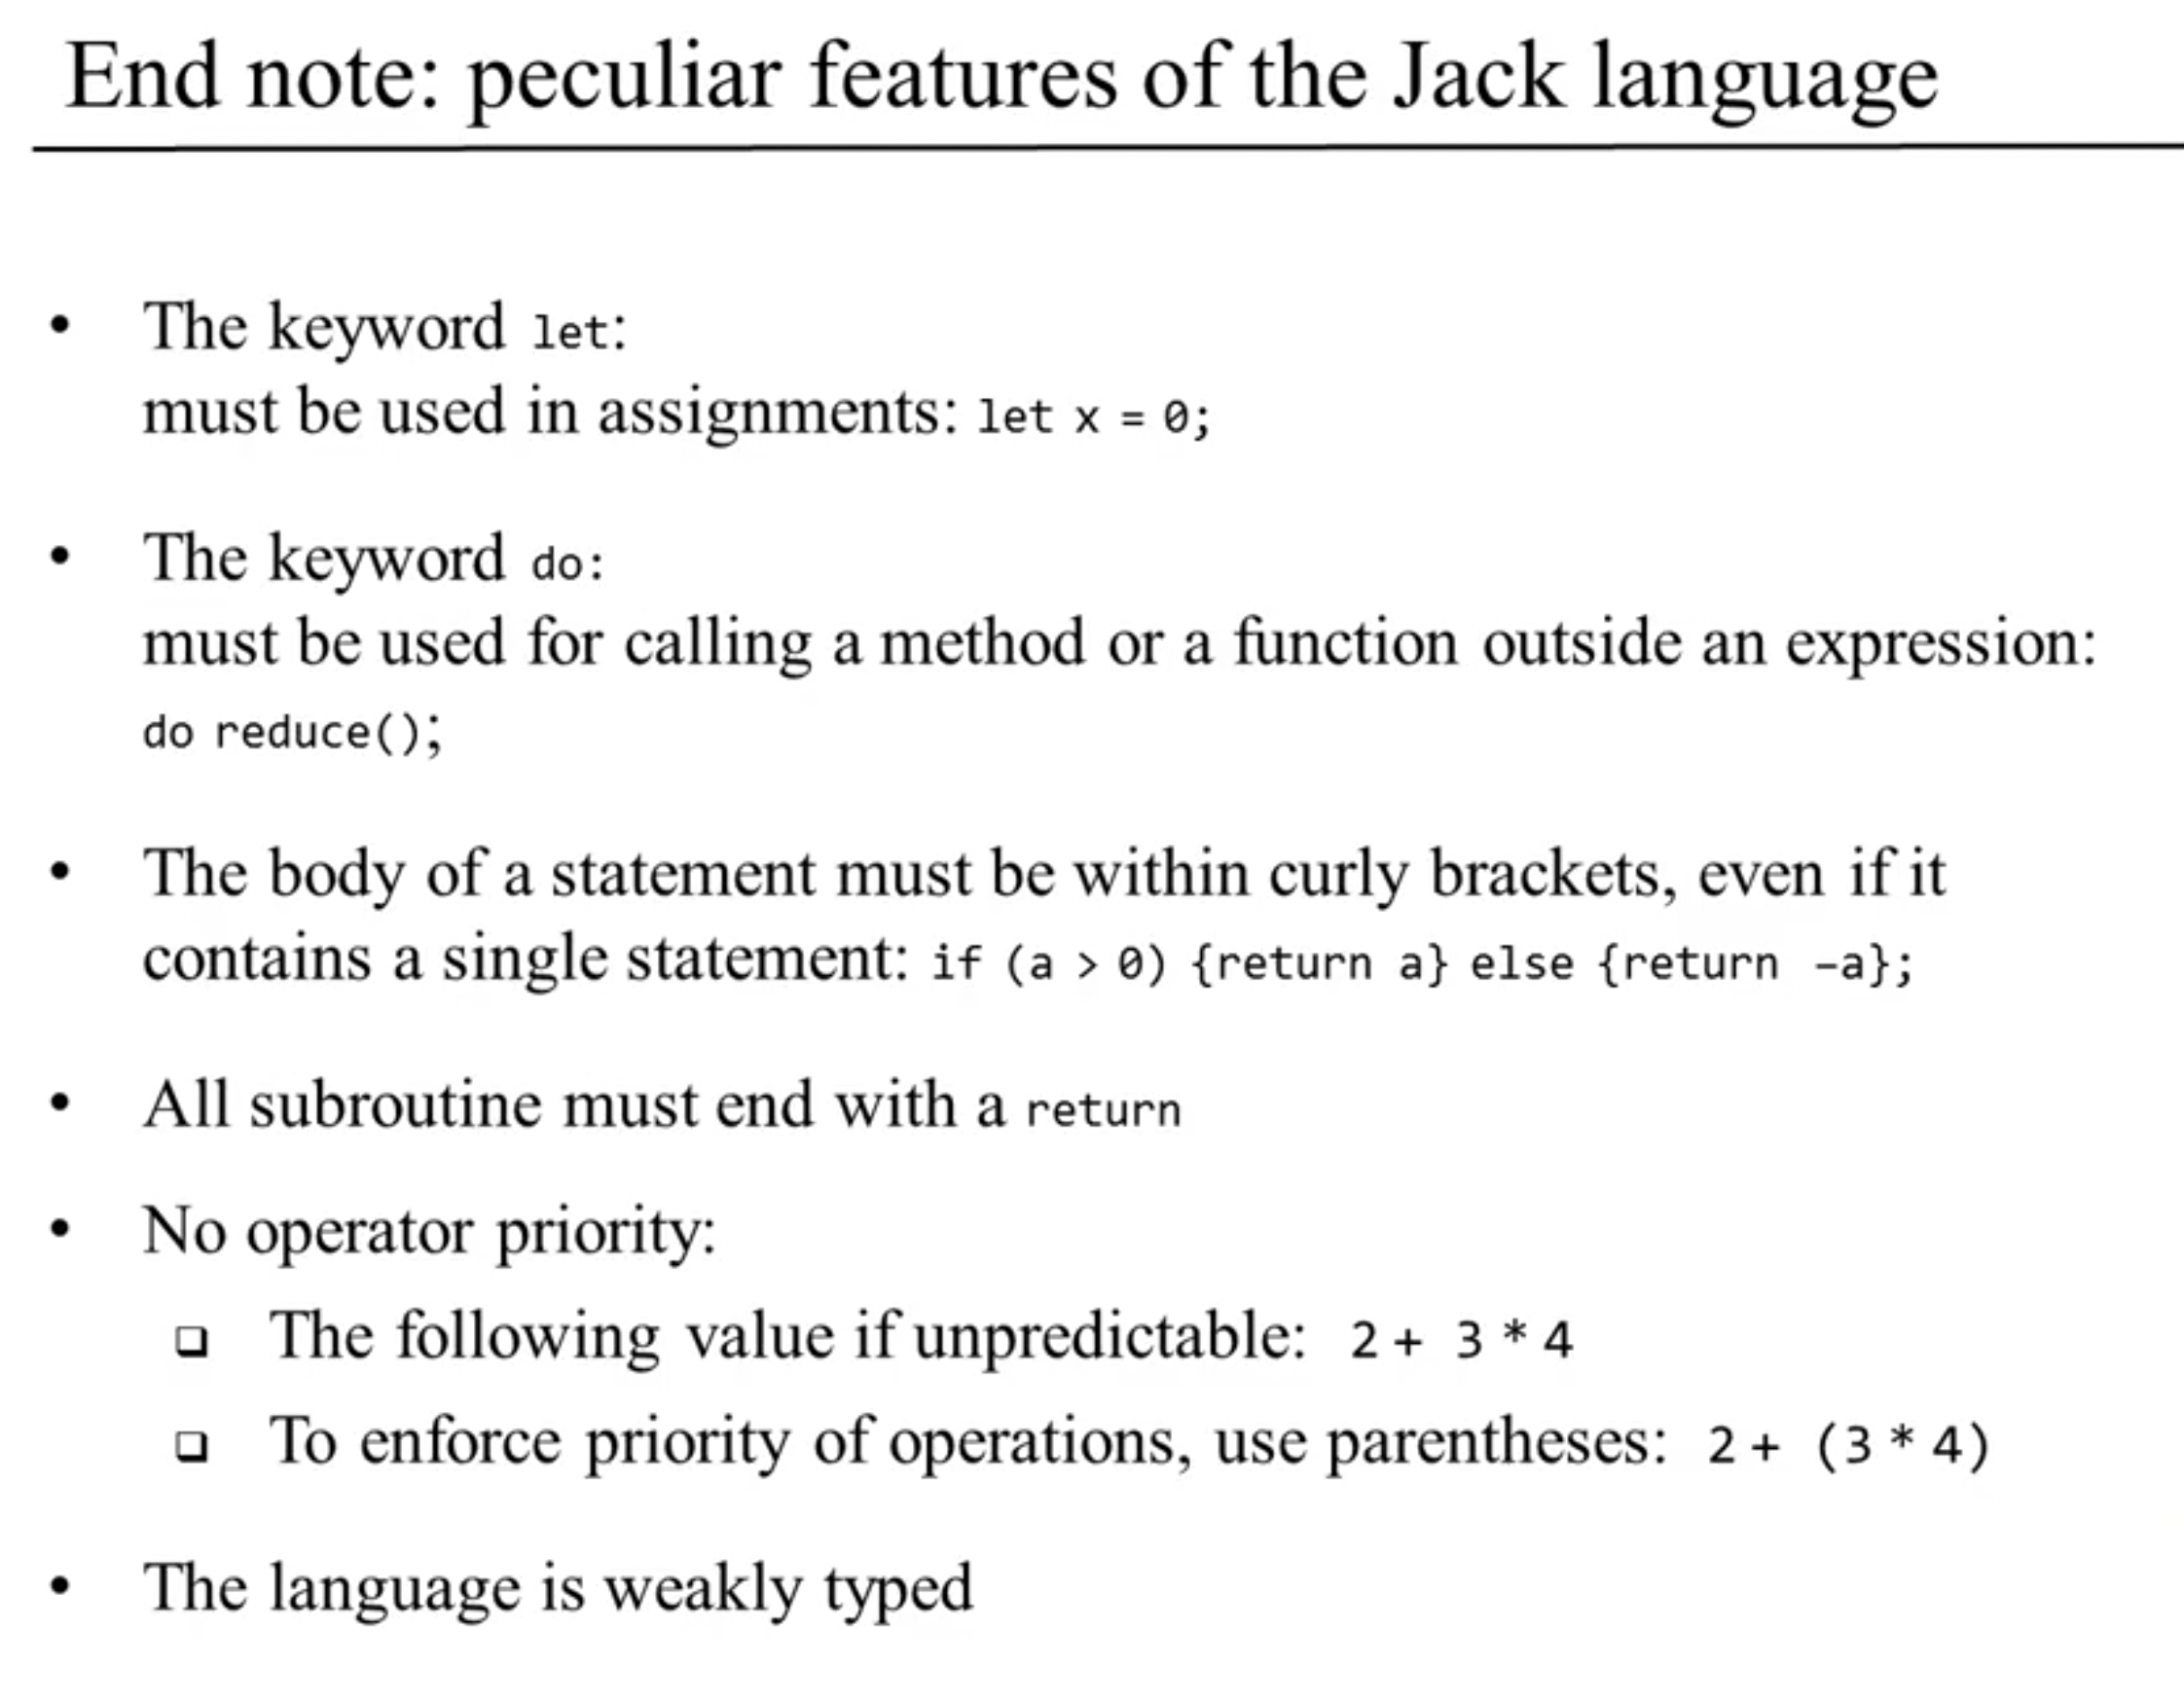 End note: peculiar features of the Jack language
• The keyword let:
must be used in assignments: let x = 0;
• The keyword do:
must be used for calling a method or a function outside an expression:
do reduce();
• The body of a statement must be within curly brackets, even if it
contains a single statement: if (a > 0) {return a} else {return –a};
• All subroutine must end with a return
• No operator priority:
❑ The following value if unpredictable: 2 + 3 * 4
❑ To enforce priority of operations, use parentheses: 2 + (3 * 4)
• The language is weakly typed